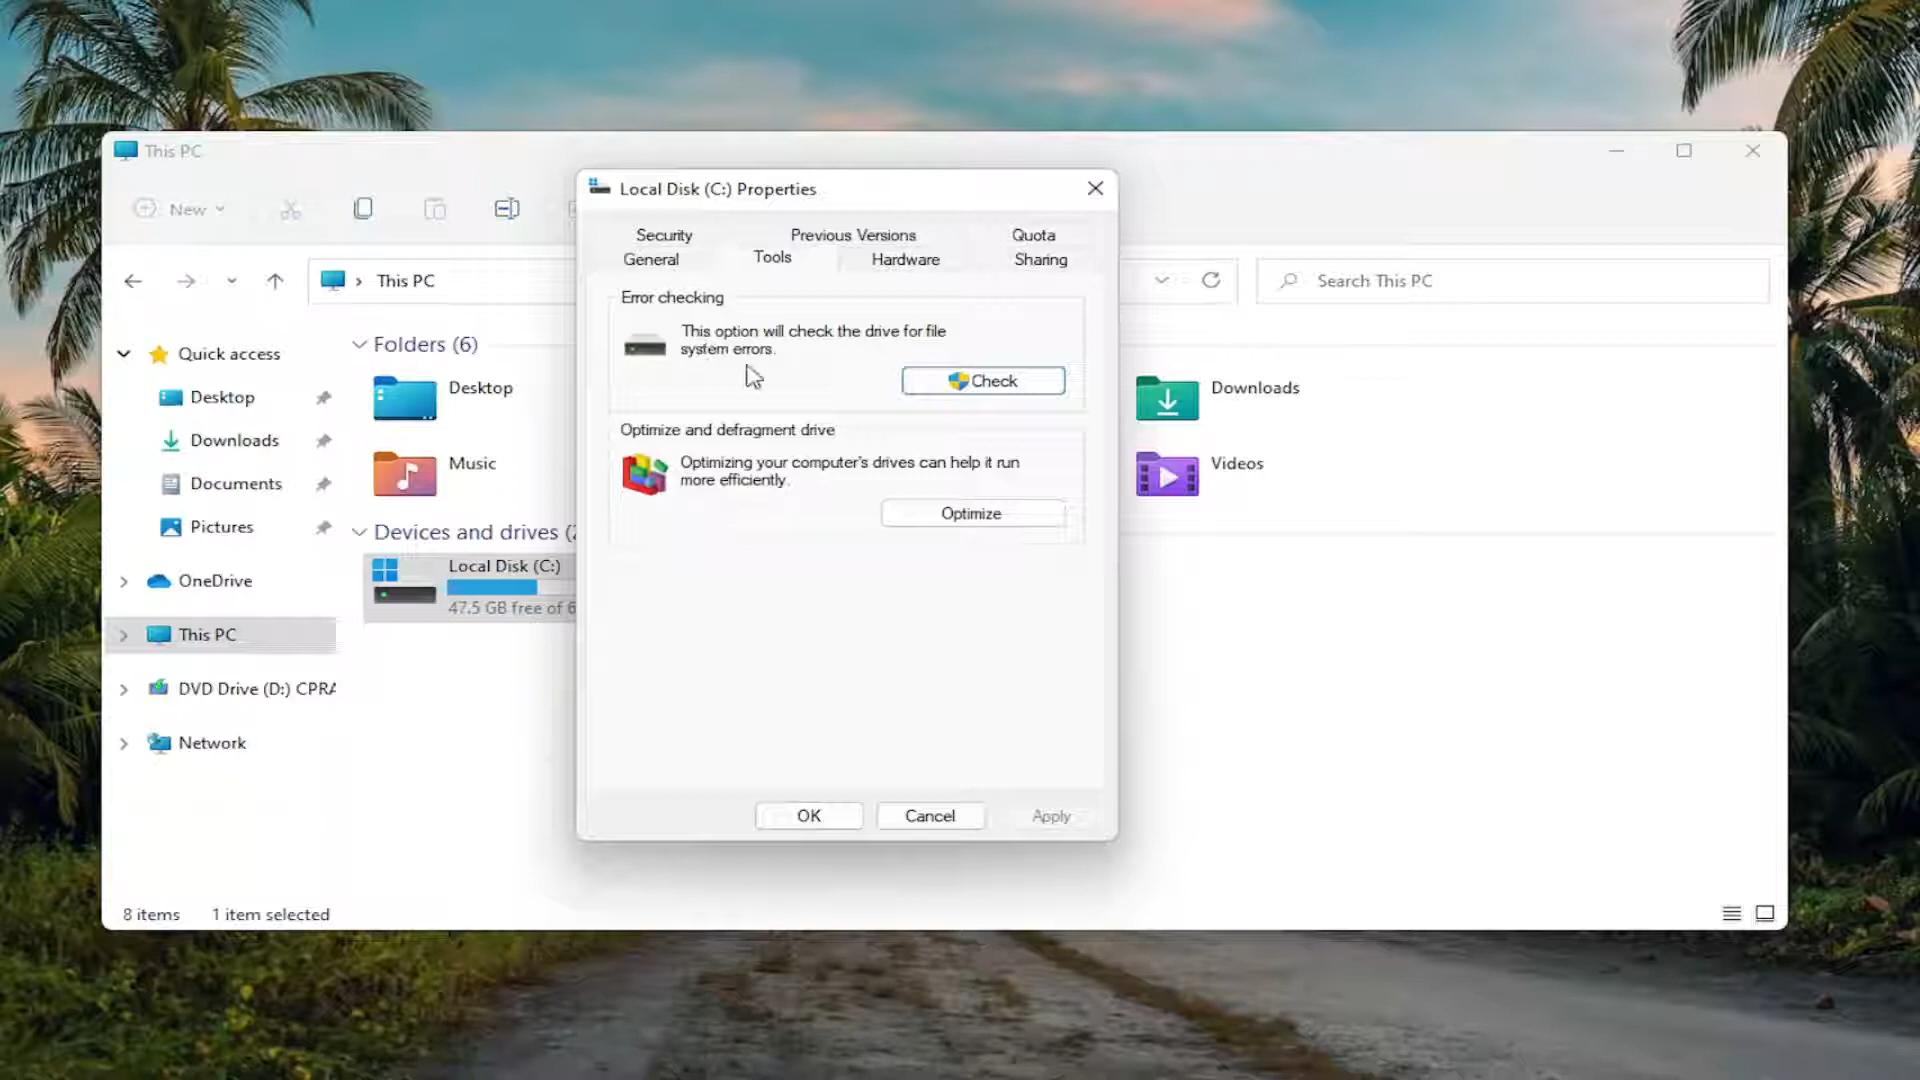 This PC
New
Local Disk (C:) Properties
Security
Previous Versions
Quota
General
Tools
Hardware
Sharing
This PC
Search This PC
Error checking
This option will check the drive for file
system errors.
Check
Optimize and defragment drive
Optimizing your computer's drives can help it run
more efficiently.
Optimize
OK
Cancel
Apply
Quick access
Desktop
Downloads
Documents
Pictures
OneDrive
This PC
DVD Drive (D:) CPRA
Network
Folders (6)
Desktop
Downloads
Music
Videos
Devices and drives (2
Local Disk (C:)
47.5 GB free of 6
8 items
1 item selected